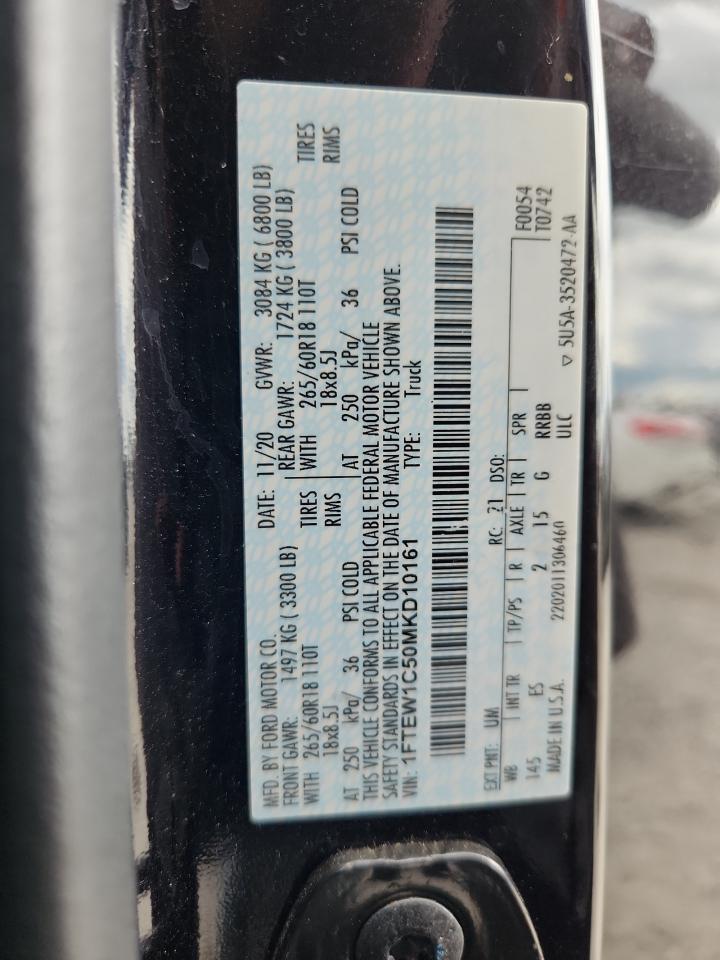 MFD. BY FORD MOTOR CO. DATE: 11/20 GVWR: 3084 KG ( 6800 LB)
FRONT GAWR: 1497 KG ( 3300 LB) REAR GAWR: 1724 KG ( 3800 LB)
WITH 265/60R18 110T TIRES WITH 265/60R18 110T TIRES
18x8.5J RIMS 18x8.5J RIMS
AT 250 kPa/ 36 PSI COLD AT 250 kPa/ 36 PSI COLD
THIS VEHICLE CONFORMS TO ALL APPLICABLE FEDERAL MOTOR VEHICLE
SAFETY STANDARDS IN EFFECT ON THE DATE OF MANUFACTURE SHOWN ABOVE.
VIN: 1FTEW1C50MKD10161 TYPE: Truck
EXT PNT: UM RC: 21 DSO: F0054
WB INT TR TP/PS R AXLE TR SPR T0742
145 ES 2 15 G RRBB
MADE IN U.S.A. 2202011306460 ULC ▽ 5U5A-3520472-AA